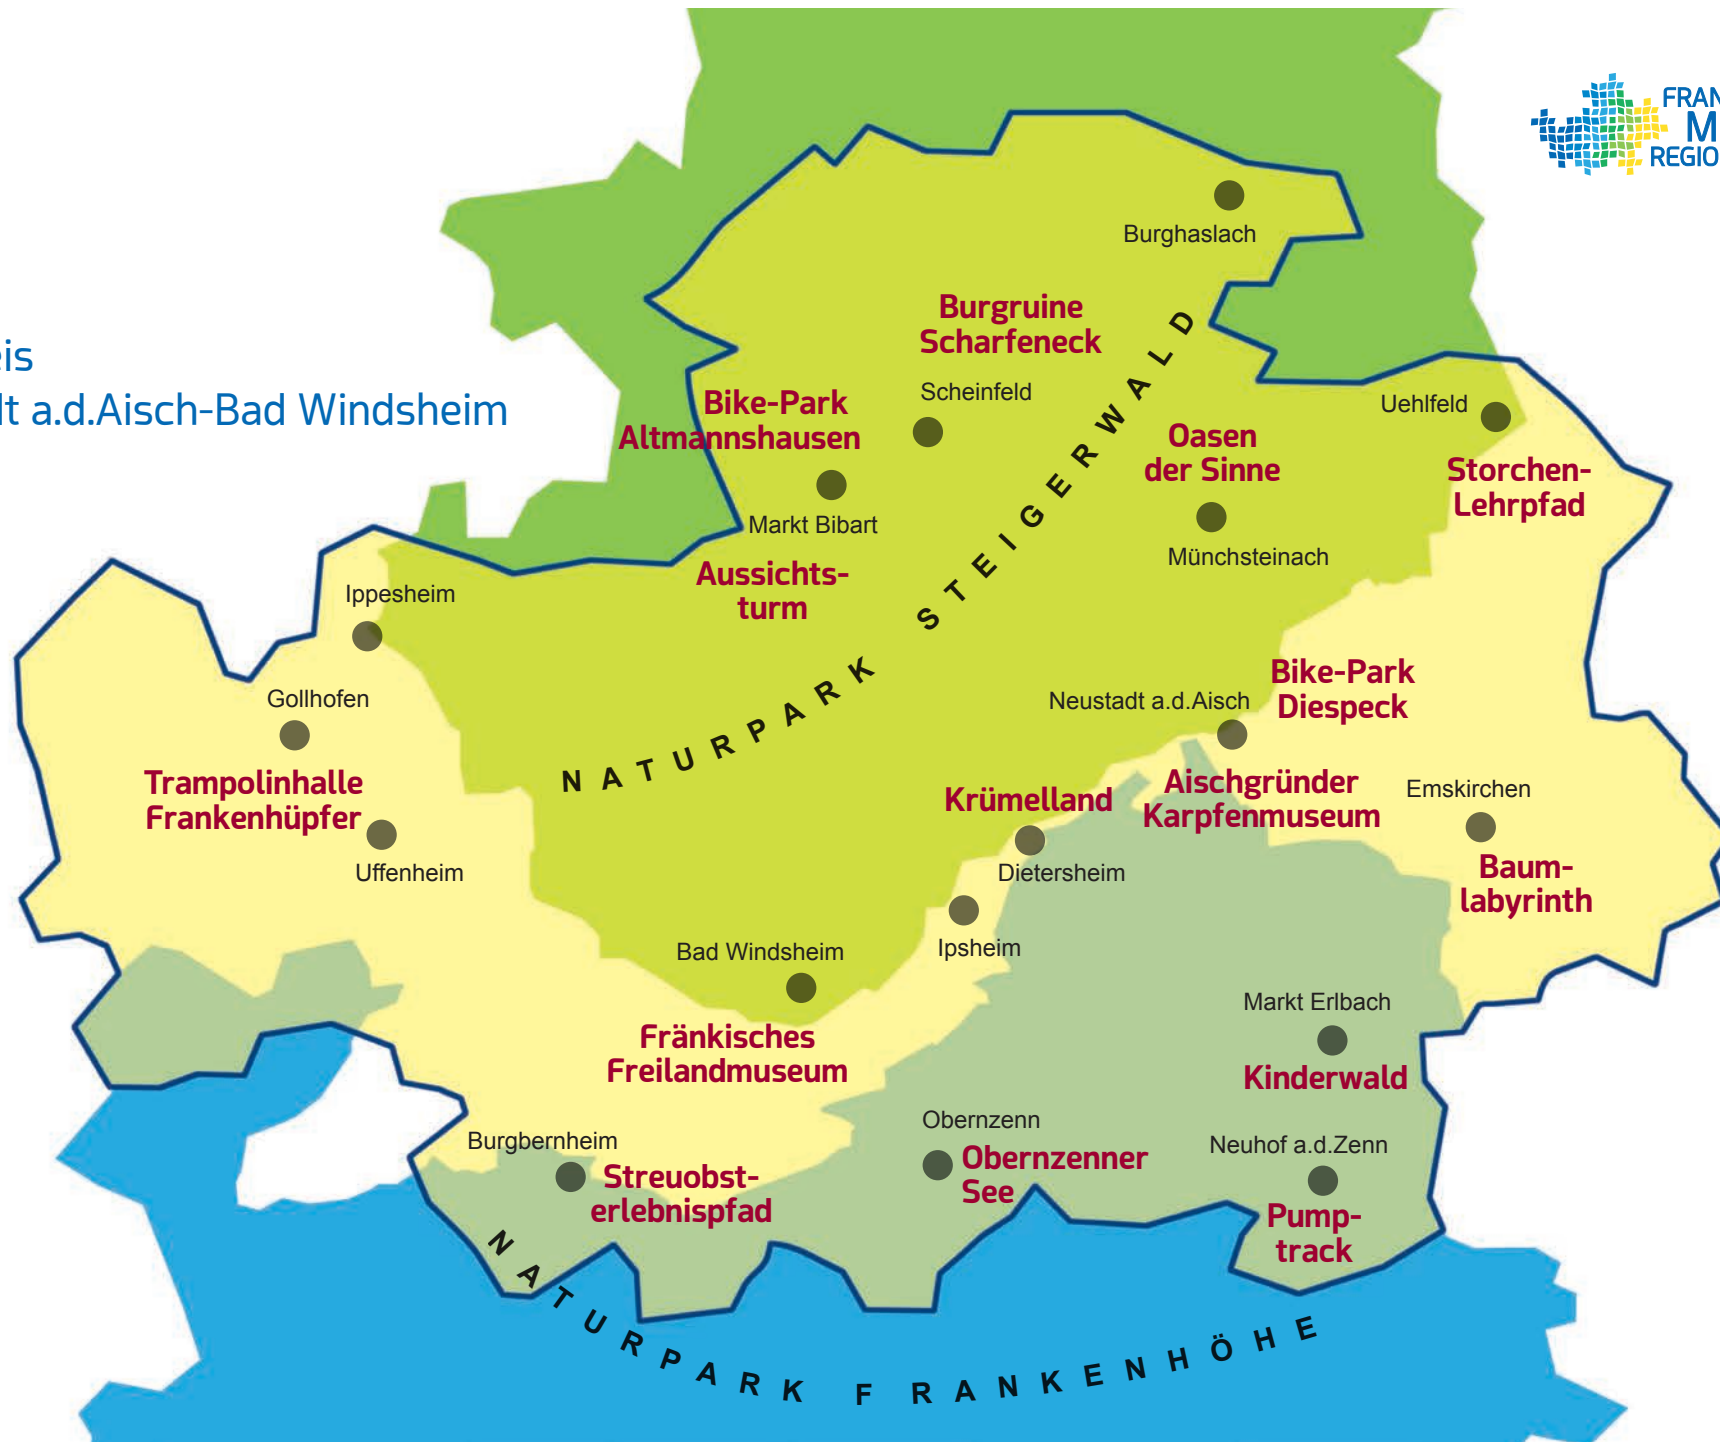 FRAN
M
REGIO
eis
dt a.d.Aisch-Bad Windsheim
Burghaslach
Burgruine
Scharfeneck
Scheinfeld
Bike-Park
Altmannshausen
Markt Bibart
Aussichts-
turm
Uehlfeld
Storchen-
Lehrpfad
Oasen
der Sinne
Münchsteinach
NATURPARK STEIGERWALD
Ippesheim
Gollhofen
Trampolinhalle
Frankenhüpfer
Uffenheim
Neustadt a.d.Aisch
Bike-Park
Diespeck
Aischgründer
Karpfenmuseum
Krümelland
Dietersheim
Ipsheim
Emskirchen
Baum-
labyrinth
Bad Windsheim
Fränkisches
Freilandmuseum
Markt Erlbach
Kinderwald
Obernzenn
Obernzenner
See
Neuhof a.d.Zenn
Pump-
track
Burgbernheim
Streuobst-
erlebnispfad
NATURPARK FRANKENHÖHE